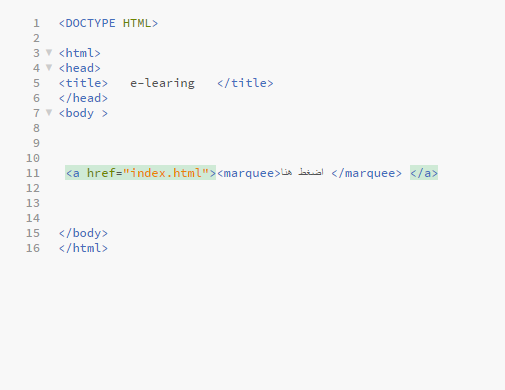 1 <DOCTYPE HTML>
2
3 <html>
4 <head>
5 <title>   e-learing   </title>
6 </head>
7 <body >
8
9
10
11 <a href="index.html"><marquee>اضغط هنا </marquee> </a>
12
13
14
15 </body>
16 </html>